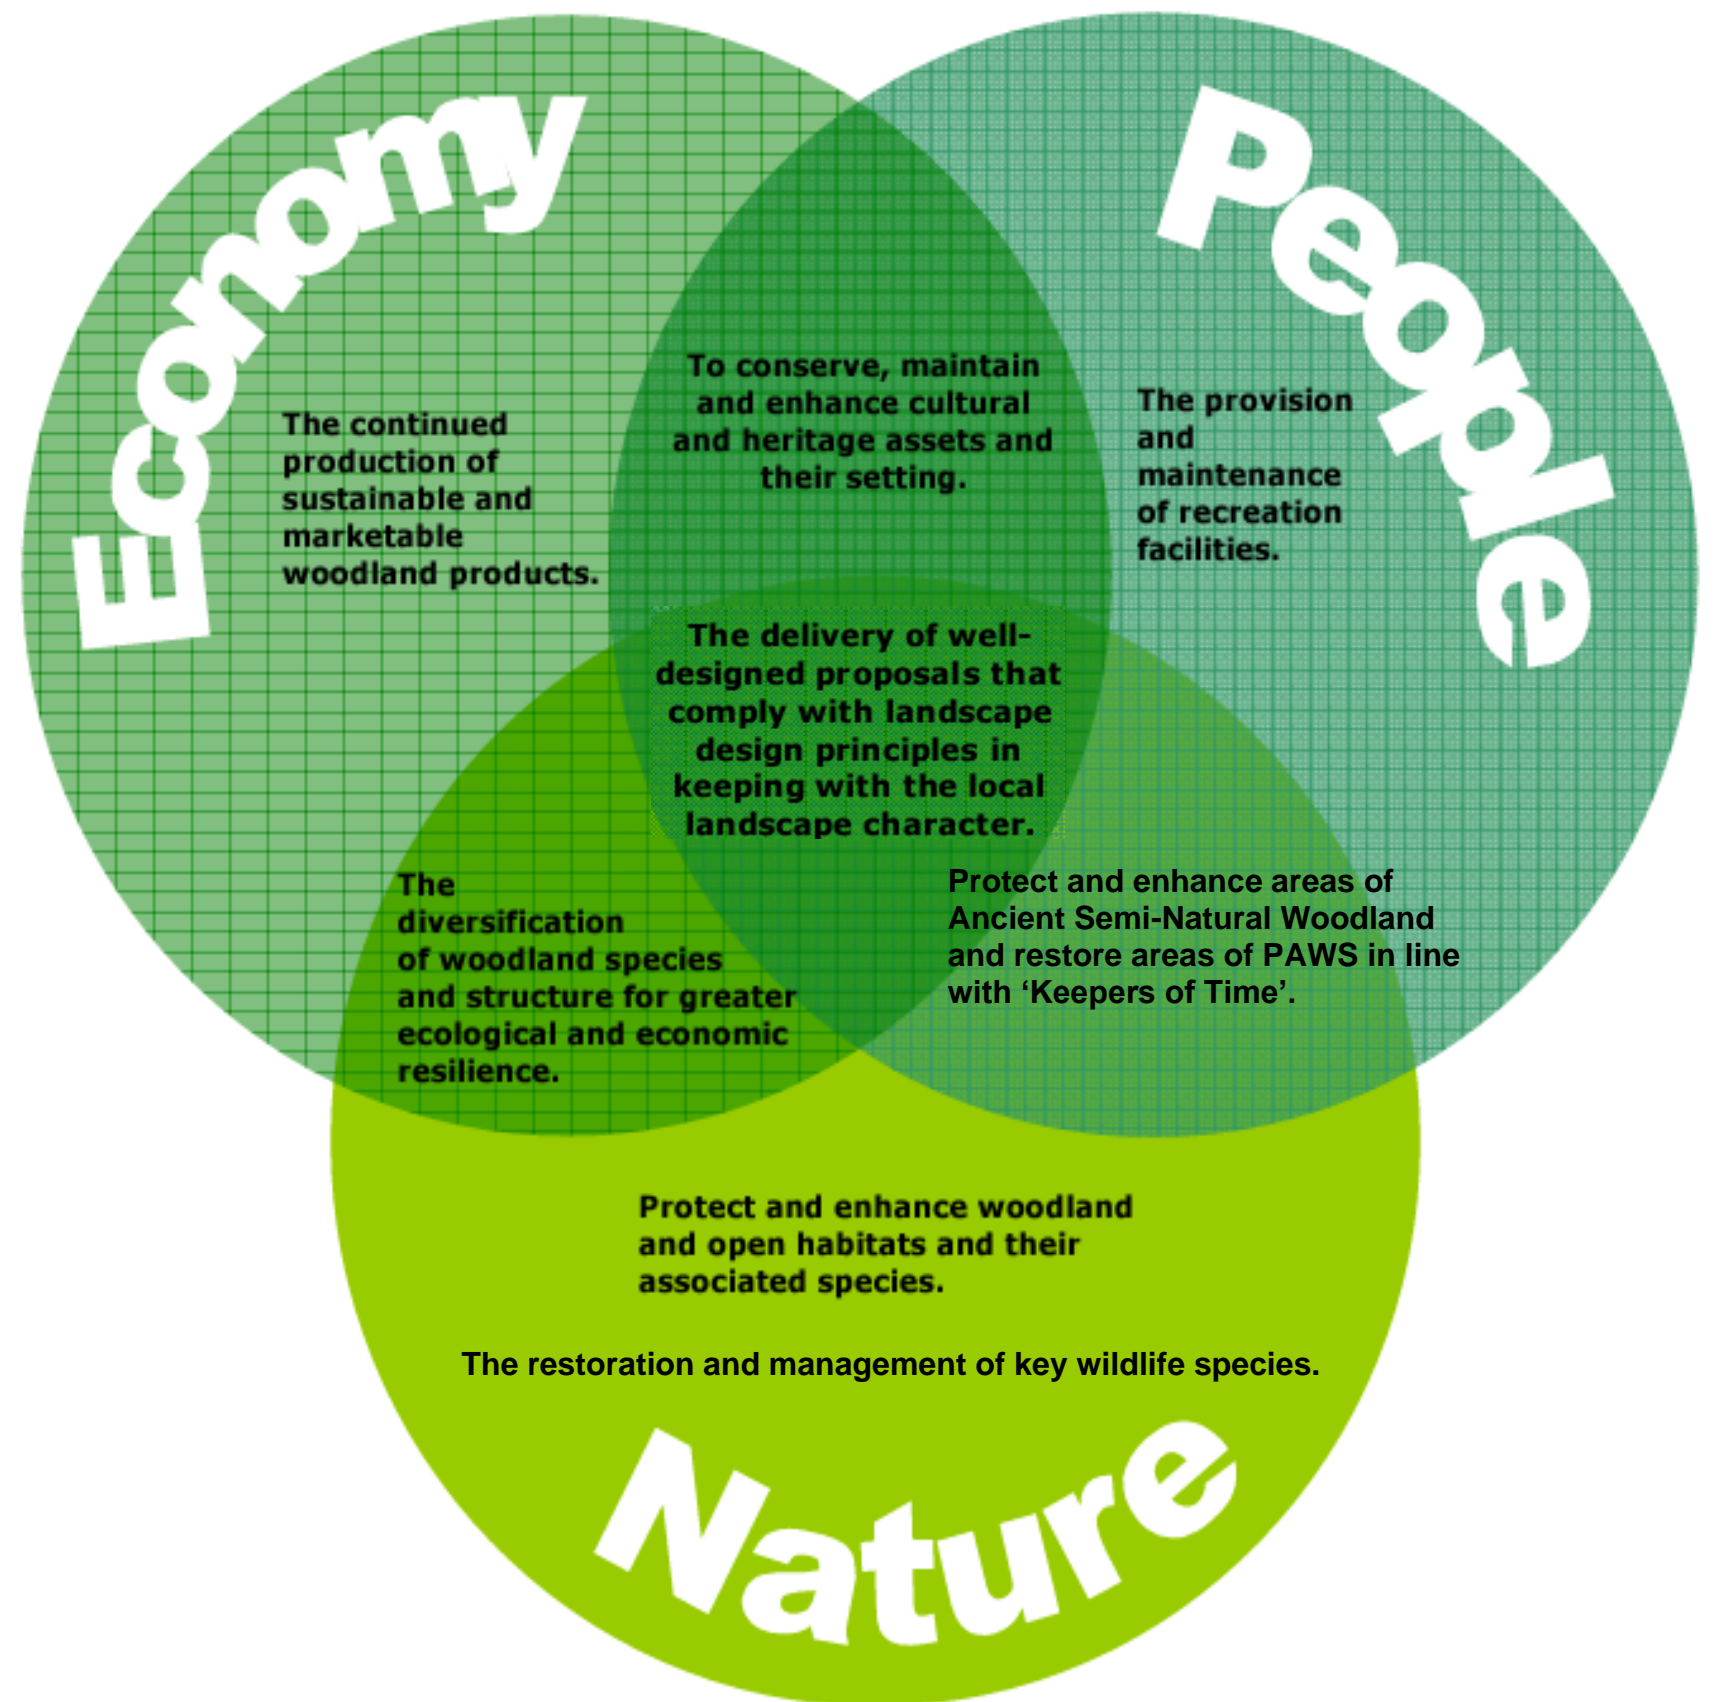 Economy
People
The continued
production of
sustainable and
marketable
woodland products.
To conserve, maintain
and enhance cultural
and heritage assets and
their setting.
The provision
and
maintenance
of recreation
facilities.
The delivery of well-
designed proposals that
comply with landscape
design principles in
keeping with the local
landscape character.
The
diversification
of woodland species
and structure for greater
ecological and economic
resilience.
Protect and enhance areas of
Ancient Semi-Natural Woodland
and restore areas of PAWS in line
with ‘Keepers of Time’.
Protect and enhance woodland
and open habitats and their
associated species.
The restoration and management of key wildlife species.
Nature